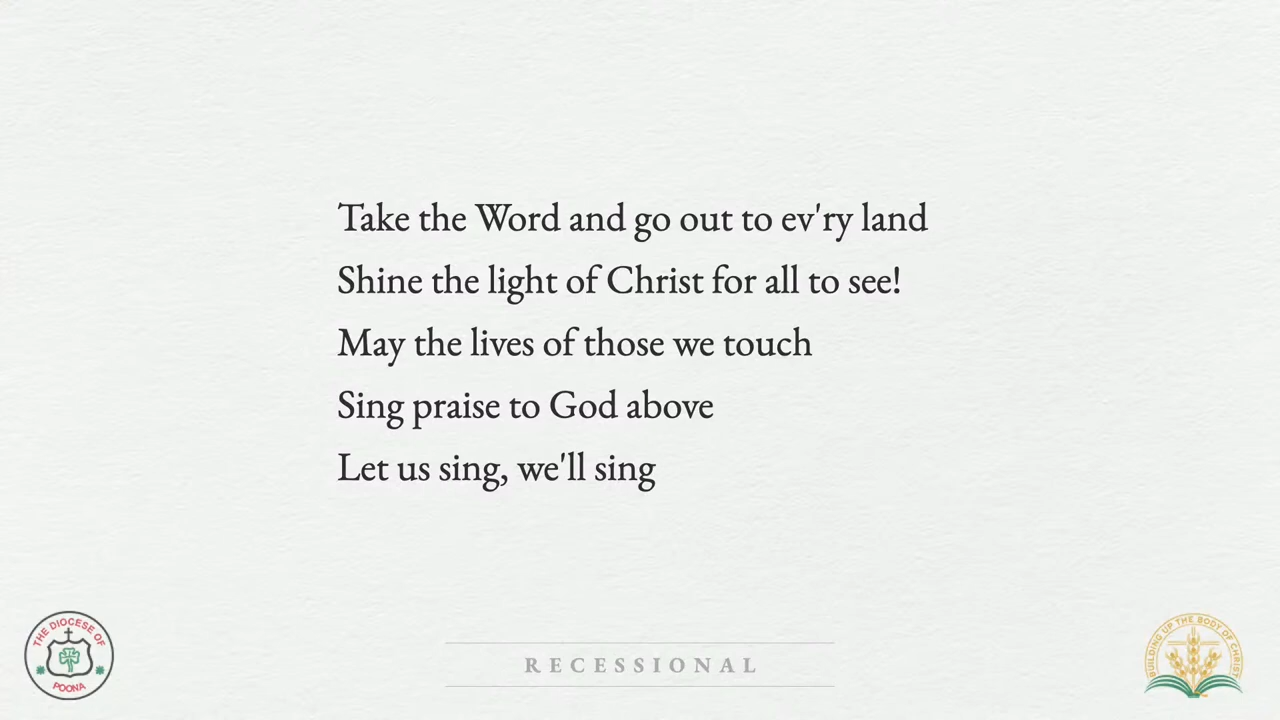 Take the Word and go out to ev'ry land
Shine the light of Christ for all to see!
May the lives of those we touch
Sing praise to God above
Let us sing, we'll sing
THE DIOCESE OF
POONA
RECESSIONAL
BUILDING UP THE BODY OF CHRIST